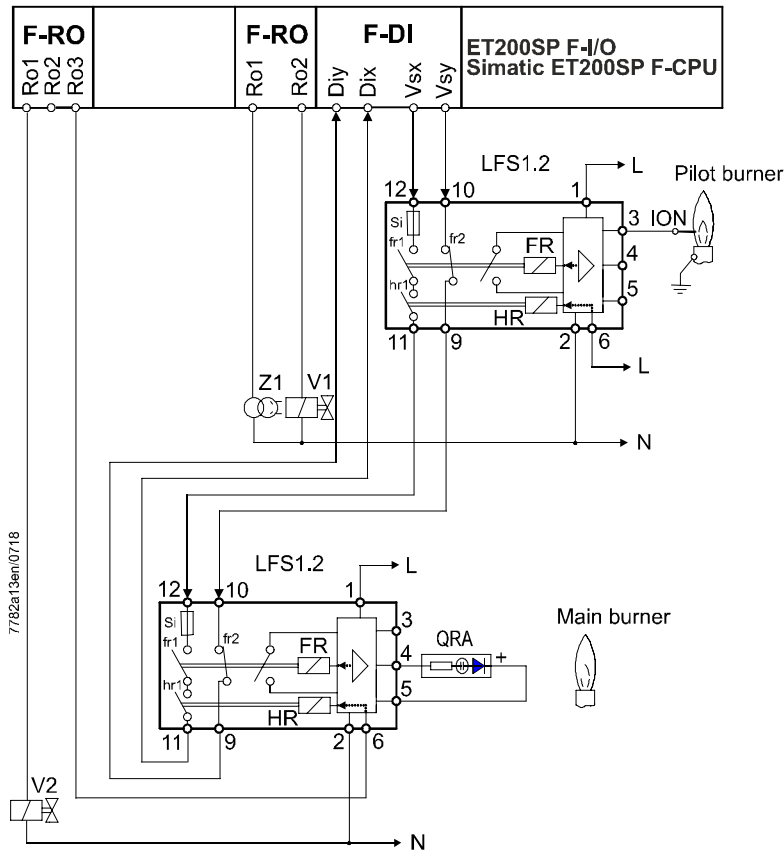 F-RO F-RO F-DI
Ro1 Ro2 Ro3 Ro1 Ro2 Diy Dix Vsx Vsy
ET200SP F-I/O
Simatic ET200SP F-CPU
LFS1.2
L
Pilot burner
12 10 1
3 ION
Si
fr1 fr2 FR
4
hr1
5
HR
11 9 2 6
L
Z1 V1
N
7782a13en/0718
LFS1.2
L
12 10 1
3
Main burner
Si
fr1 fr2 FR
4 QRA +
hr1
5
HR
11 9 2 6
V2
N